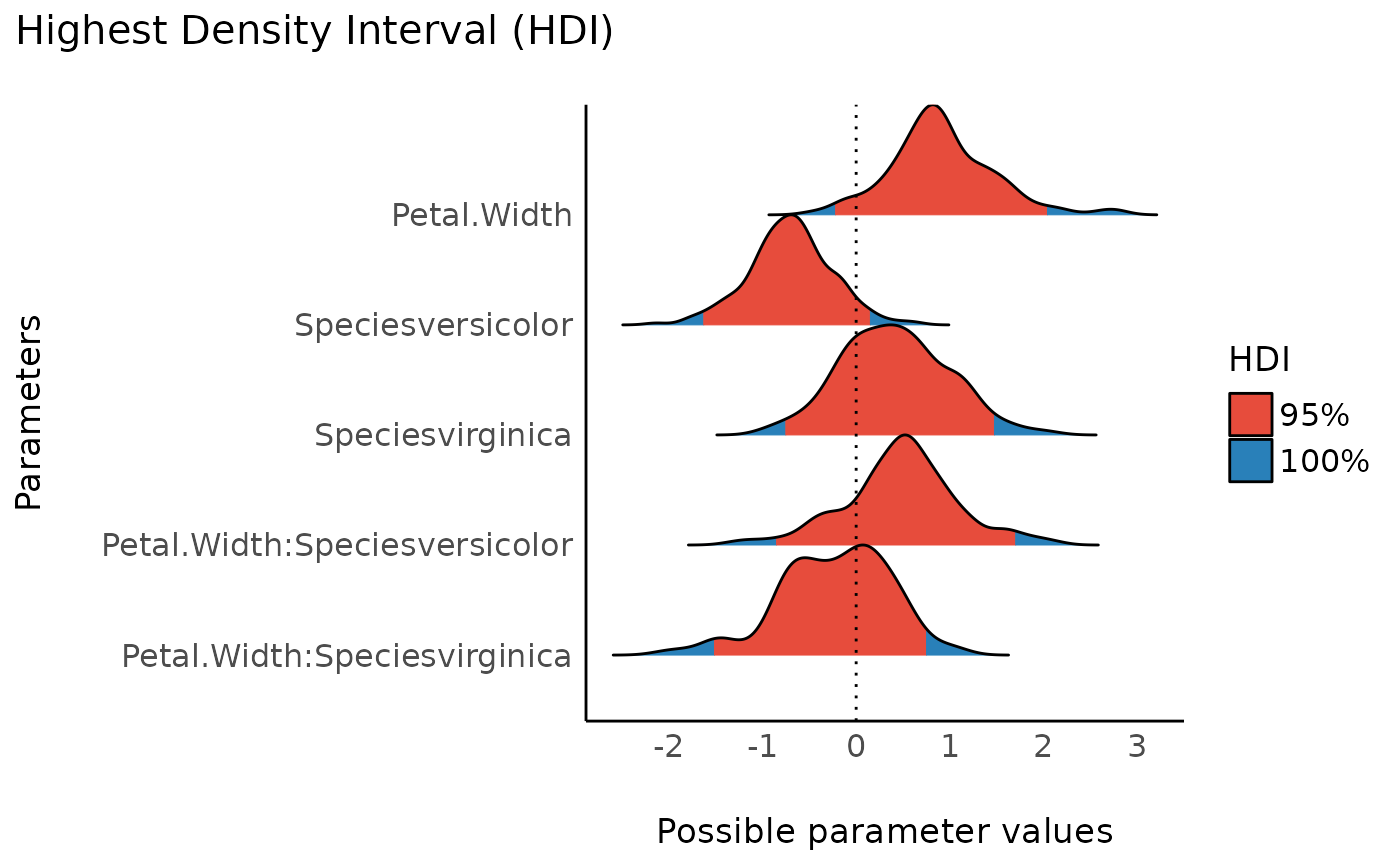 Highest Density Interval (HDI)
Parameters
Petal.Width
Speciesversicolor
Speciesvirginica
Petal.Width:Speciesversicolor
Petal.Width:Speciesvirginica
-2 -1 0 1 2 3
Possible parameter values
HDI
95%
100%